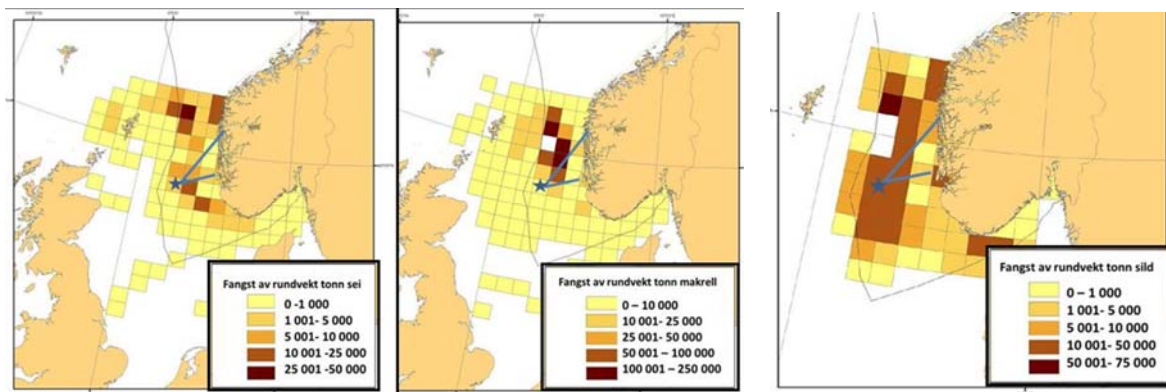 Fangst av rundvekt tonn sei
0 -1 000
1 001- 5 000
5 001- 10 000
10 001 -25 000
25 001 -50 000
Fangst av rundvekt tonn makrell
0 – 10 000
10 001- 25 000
25 001- 50 000
50 001 – 100 000
100 001 – 250 000
Fangst av rundvekt tonn sild
0 – 1 000
1 001- 5 000
5 001- 10 000
10 001- 50 000
50 001- 75 000